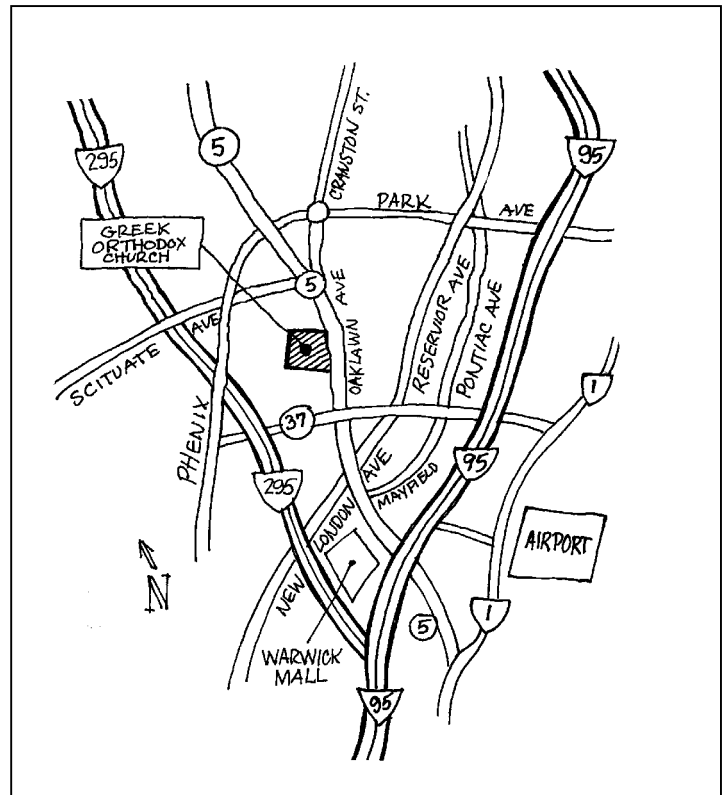 295
5
CRANSTON ST.
95
PARK AVE
GREEK
ORTHODOX
CHURCH
5
OAKLAWN AVE
RESERVIOR AVE
PONTIAC AVE
SCITUATE AVE
1
PHENIX
37
295
95
NEW LONDON AVE
MAYFIELD
AIRPORT
N
1
5
WARWICK
MALL
95